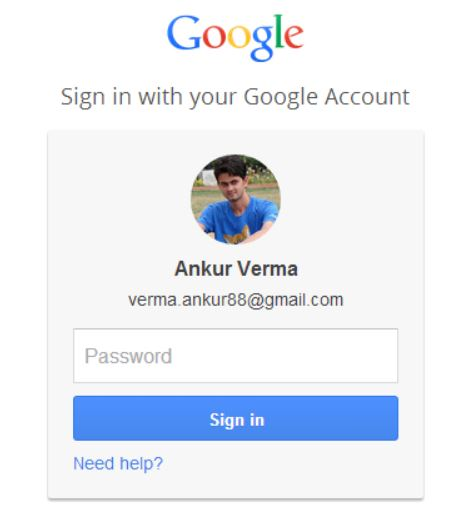 Google
Sign in with your Google Account
Ankur Verma
verma.ankur88@gmail.com
Password
Sign in
Need help?